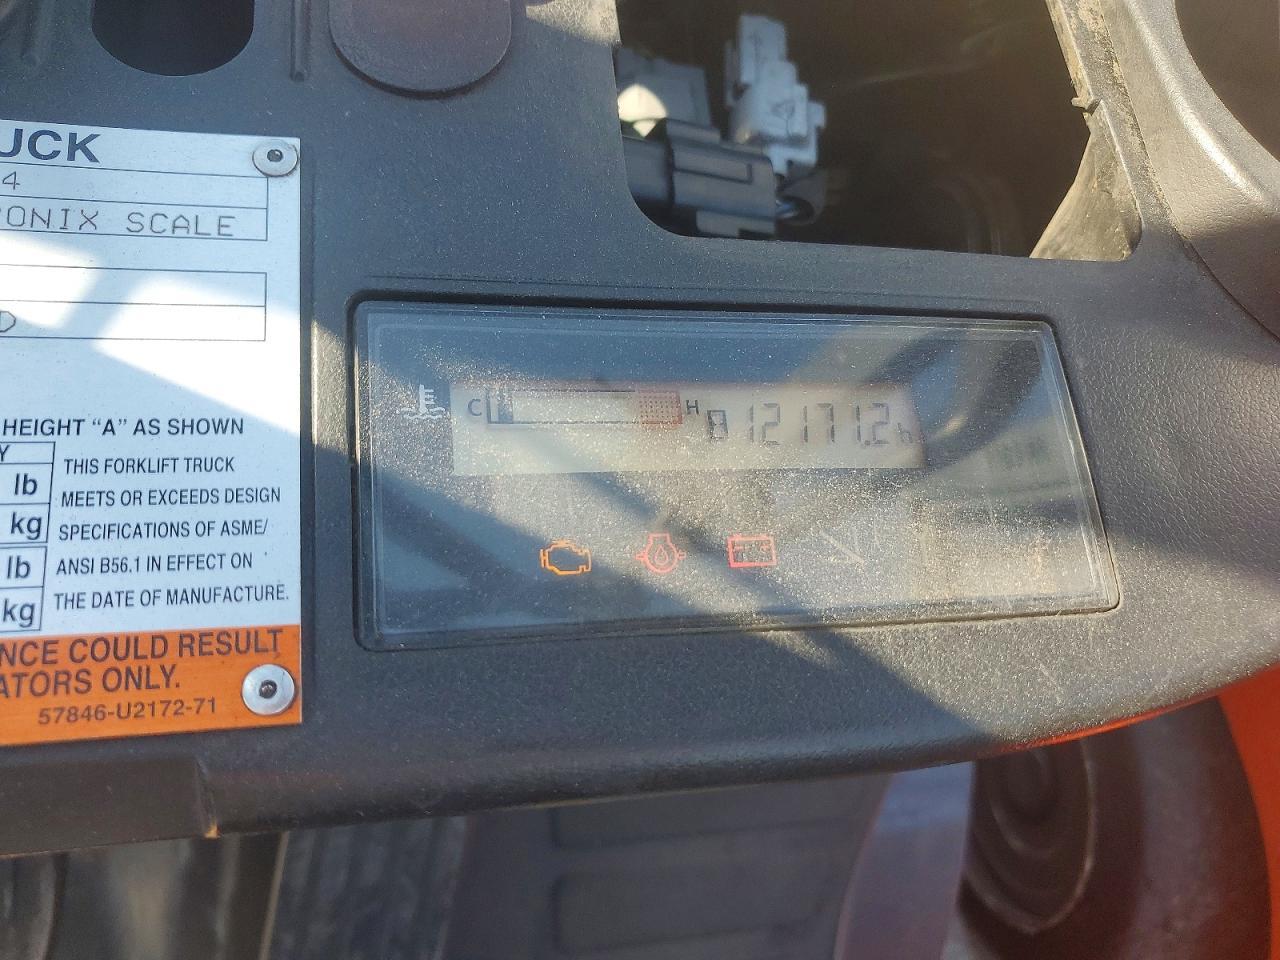 UCK
4
RONIX SCALE
D
HEIGHT "A" AS SHOWN
Y
lb
kg
lb
kg
THIS FORKLIFT TRUCK
MEETS OR EXCEEDS DESIGN
SPECIFICATIONS OF ASME/
ANSI B56.1 IN EFFECT ON
THE DATE OF MANUFACTURE.
NCE COULD RESULT
ATORS ONLY.
57846-U2172-71
C H 12171.2 h